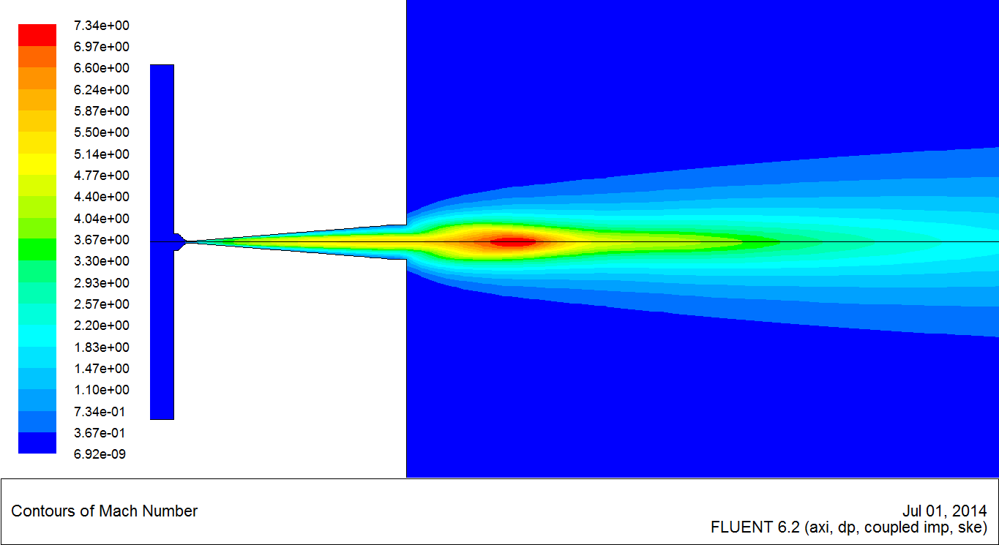 7.34e+00
6.97e+00
6.60e+00
6.24e+00
5.87e+00
5.50e+00
5.14e+00
4.77e+00
4.40e+00
4.04e+00
3.67e+00
3.30e+00
2.93e+00
2.57e+00
2.20e+00
1.83e+00
1.47e+00
1.10e+00
7.34e-01
3.67e-01
6.92e-09
Contours of Mach Number
Jul 01, 2014
FLUENT 6.2 (axi, dp, coupled imp, ske)